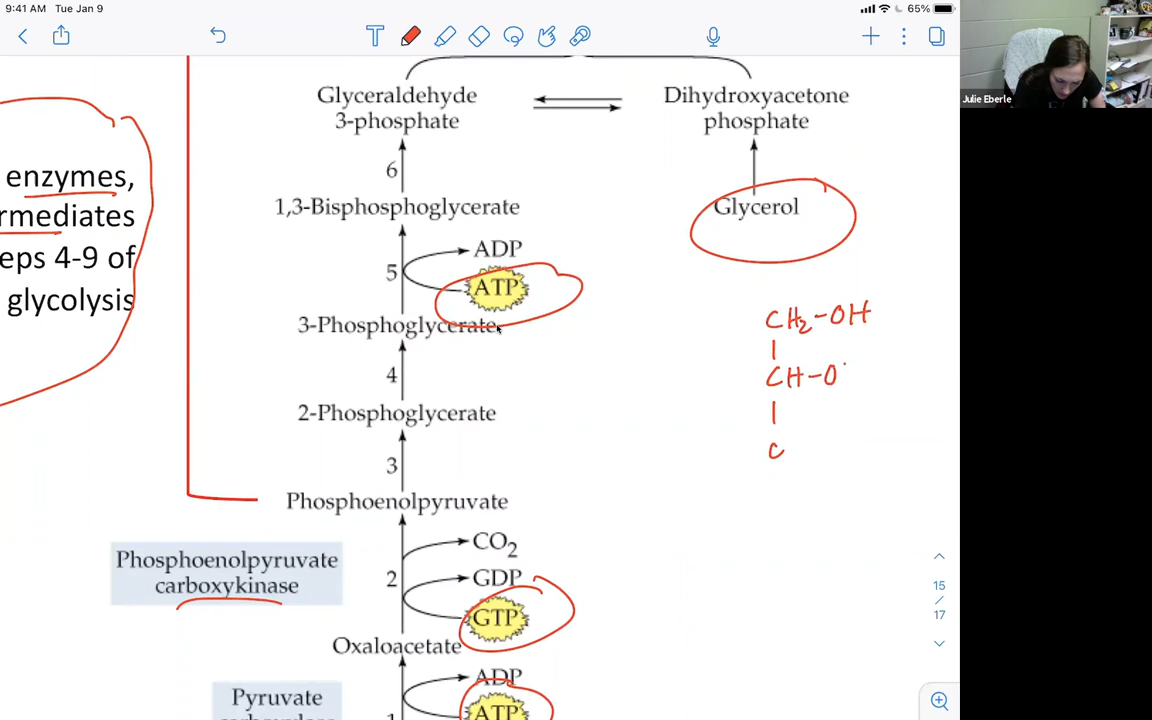 9:41 AM Tue Jan 9
65%
T
Julie Eberle
Glyceraldehyde
3-phosphate
Dihydroxyacetone
phosphate
6
enzymes,
1,3-Bisphosphoglycerate
Glycerol
rmediates
ADP
eps 4-9 of
5
ATP
glycolysis
3-Phosphoglycerate
CH2-OH
4
CH-O
2-Phosphoglycerate
C
3
Phosphoenolpyruvate
CO2
Phosphoenolpyruvate
carboxykinase
2
GDP
15
/
17
GTP
Oxaloacetate
ADP
Pyruvate
ATP
1